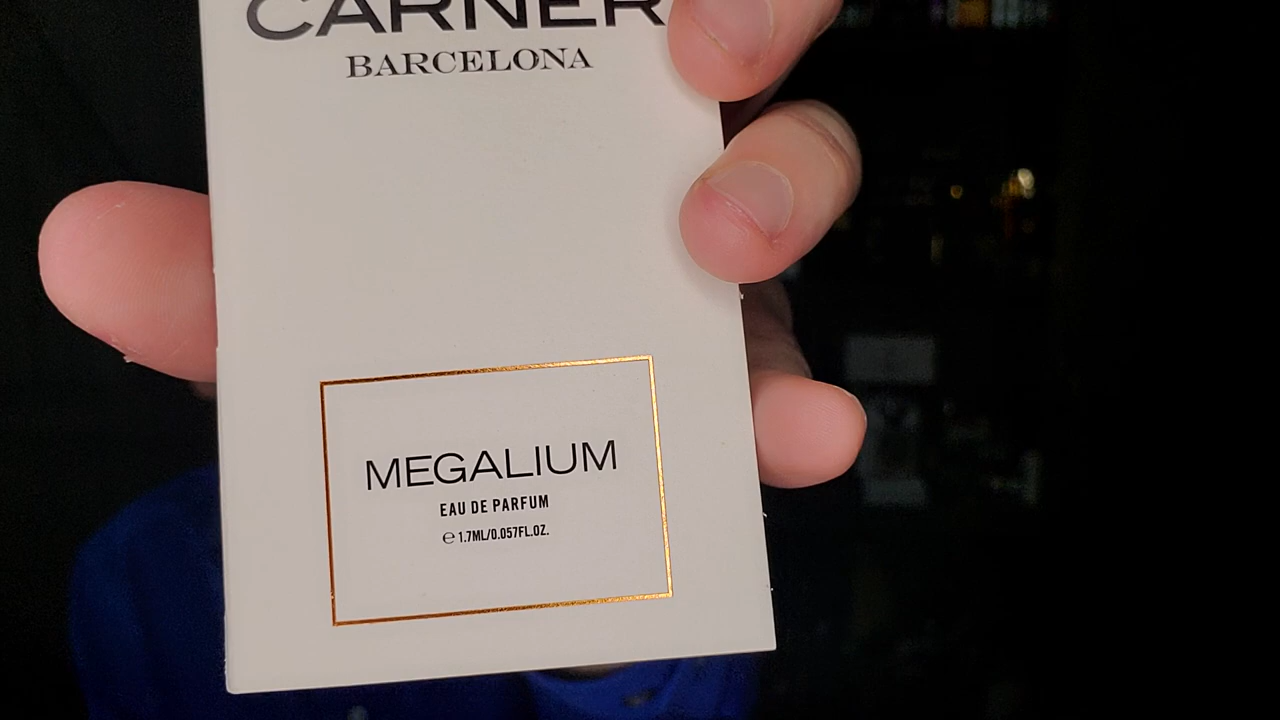 CARNER
BARCELONA
MEGALIUM
EAU DE PARFUM
℮ 1.7ML/0.057FL.OZ.